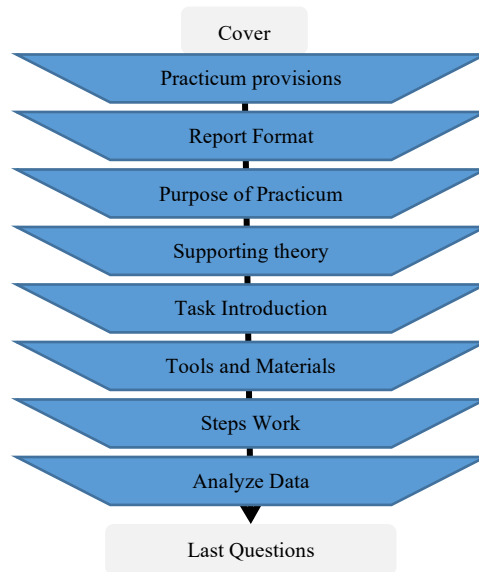 Cover
Practicum provisions
Report Format
Purpose of Practicum
Supporting theory
Task Introduction
Tools and Materials
Steps Work
Analyze Data
Last Questions